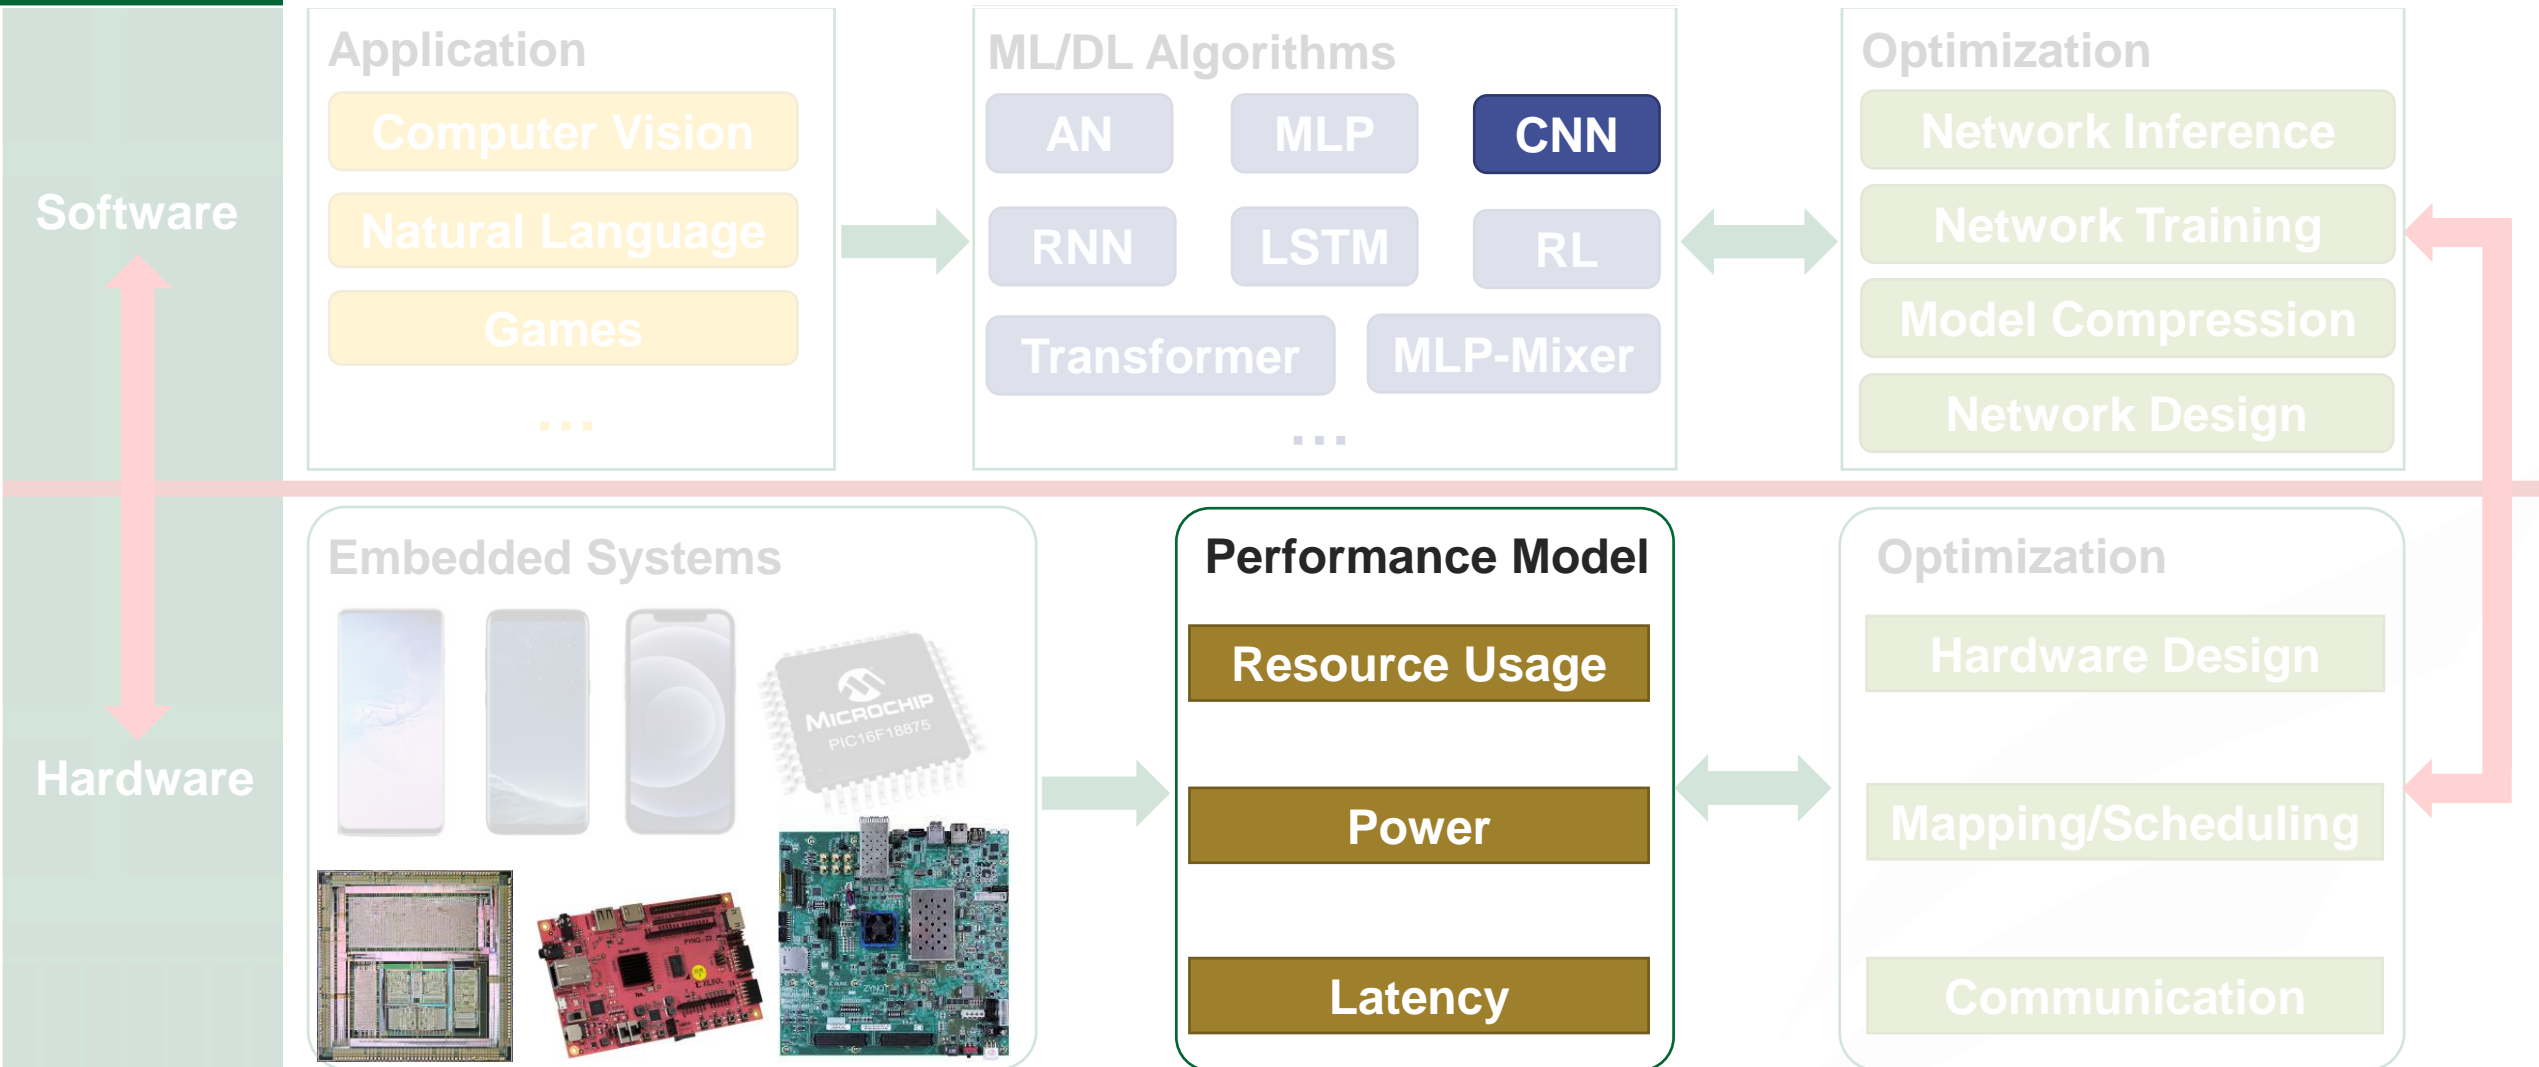 Application
Computer Vision
Natural Language
Games
...
ML/DL Algorithms
AN
MLP
CNN
RNN
LSTM
RL
Transformer
MLP-Mixer
...
Optimization
Network Inference
Network Training
Model Compression
Network Design
Software
Hardware
Embedded Systems
MICROCHIP
PIC16F18875
Performance Model
Resource Usage
Power
Latency
Optimization
Hardware Design
Mapping/Scheduling
Communication